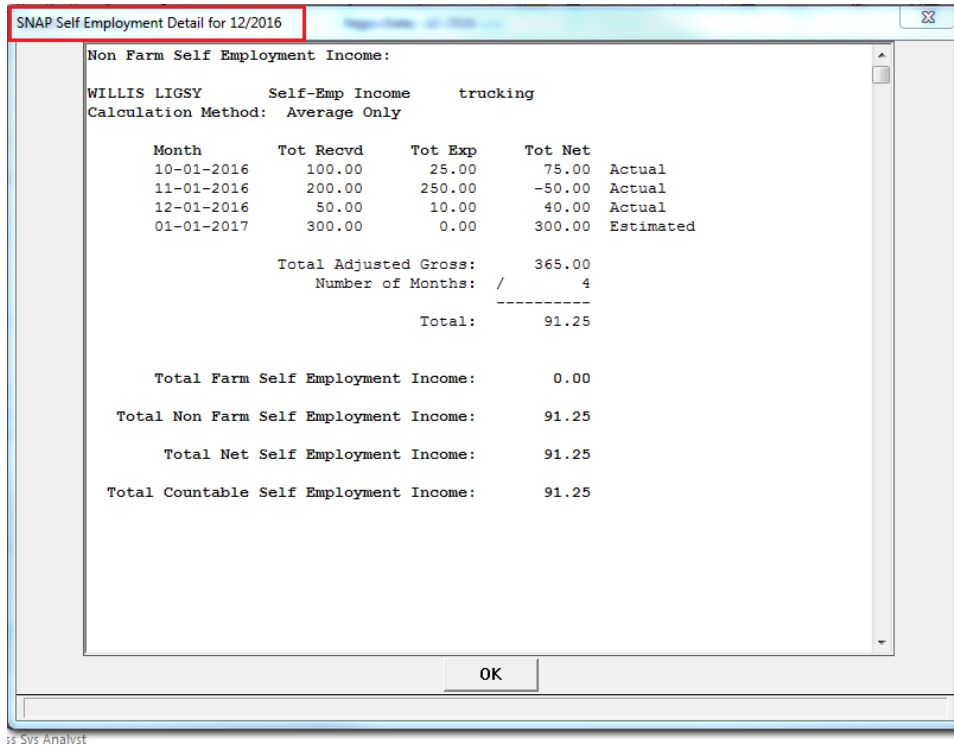 SNAP Self Employment Detail for 12/2016
Non Farm Self Employment Income:
WILLIS LIGSY Self-Emp Income trucking
Calculation Method: Average Only
Month Tot Recvd Tot Exp Tot Net
10-01-2016 100.00 25.00 75.00 Actual
11-01-2016 200.00 250.00 -50.00 Actual
12-01-2016 50.00 10.00 40.00 Actual
01-01-2017 300.00 0.00 300.00 Estimated
Total Adjusted Gross: 365.00
Number of Months: / 4
----------
Total: 91.25
Total Farm Self Employment Income: 0.00
Total Non Farm Self Employment Income: 91.25
Total Net Self Employment Income: 91.25
Total Countable Self Employment Income: 91.25
OK
ss Sys Analyst